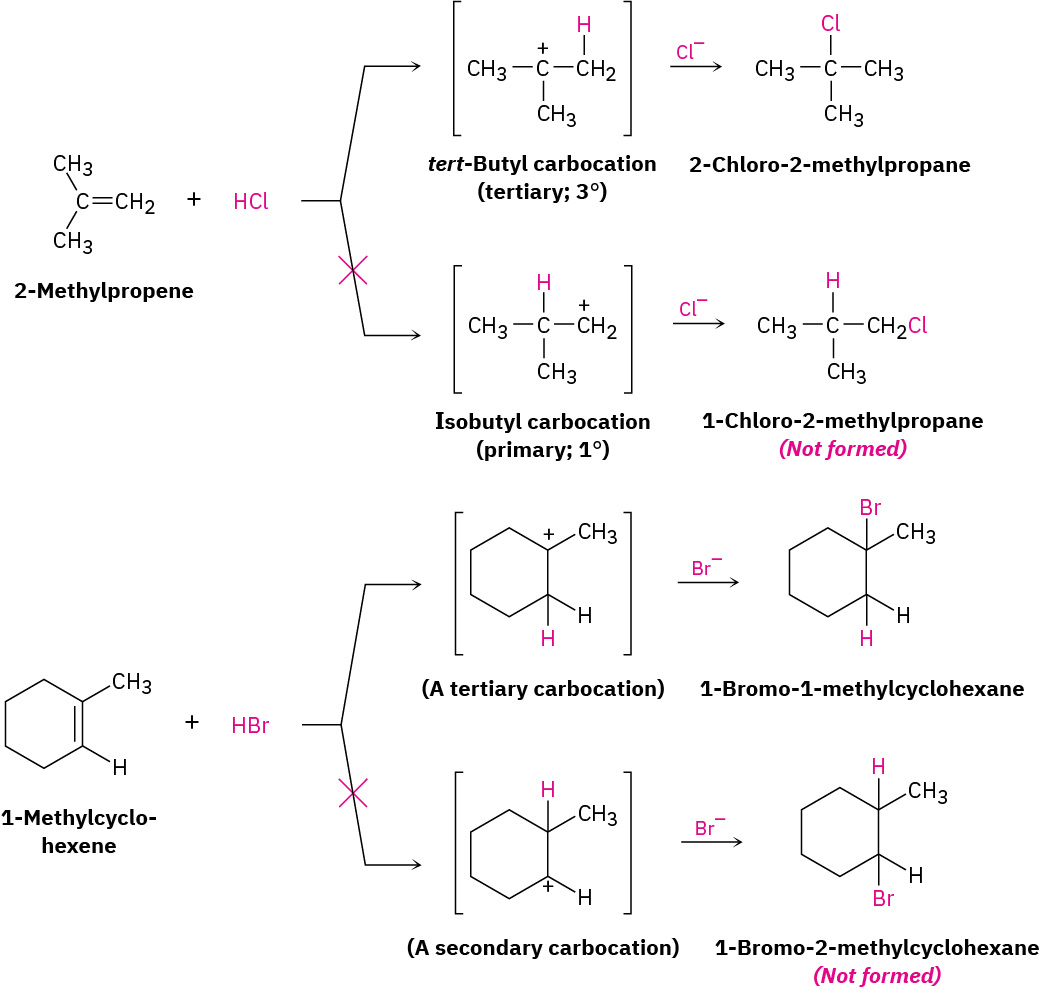 H
CH₃—C⁺—CH₂
CH₃
Cl⁻
Cl
CH₃—C—CH₃
CH₃
tert-Butyl carbocation
(tertiary; 3°)
2-Chloro-2-methylpropane
CH₃
C=CH₂
CH₃
+
HCl
2-Methylpropene
H
CH₃—C—CH₂⁺
CH₃
Cl⁻
H
CH₃—C—CH₂Cl
CH₃
Isobutyl carbocation
(primary; 1°)
1-Chloro-2-methylpropane
(Not formed)
+
CH₃
H
H
Br⁻
Br
CH₃
H
H
(A tertiary carbocation)
1-Bromo-1-methylcyclohexane
CH₃
H
+
HBr
1-Methylcyclo-
hexene
H
CH₃
+
H
Br⁻
H
CH₃
H
Br
(A secondary carbocation)
1-Bromo-2-methylcyclohexane
(Not formed)